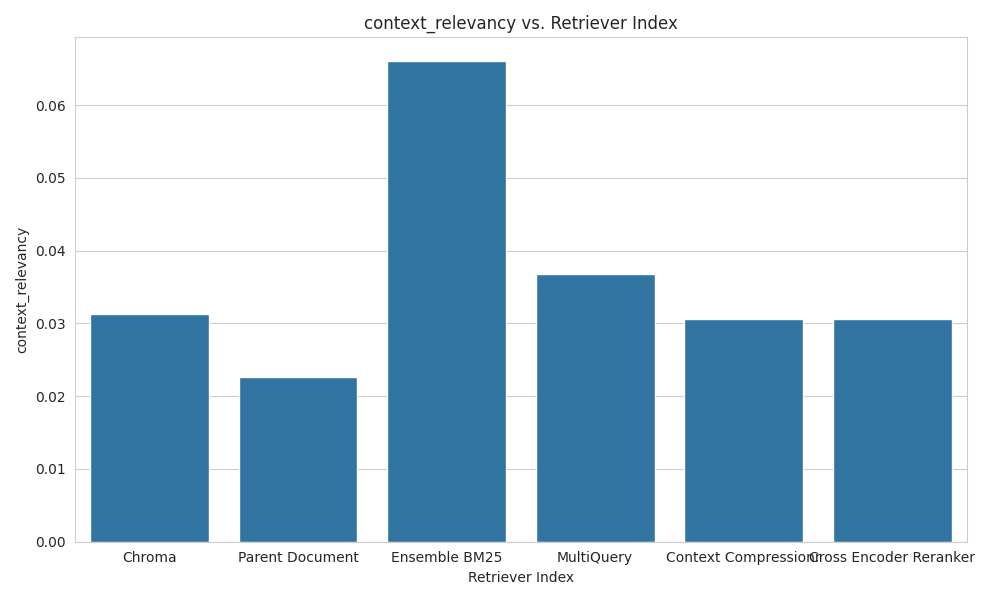 context_relevancy vs. Retriever Index
context_relevancy
0.06
0.05
0.04
0.03
0.02
0.01
0.00
Chroma Parent Document Ensemble BM25 MultiQuery Context Compression Cross Encoder Reranker
Retriever Index